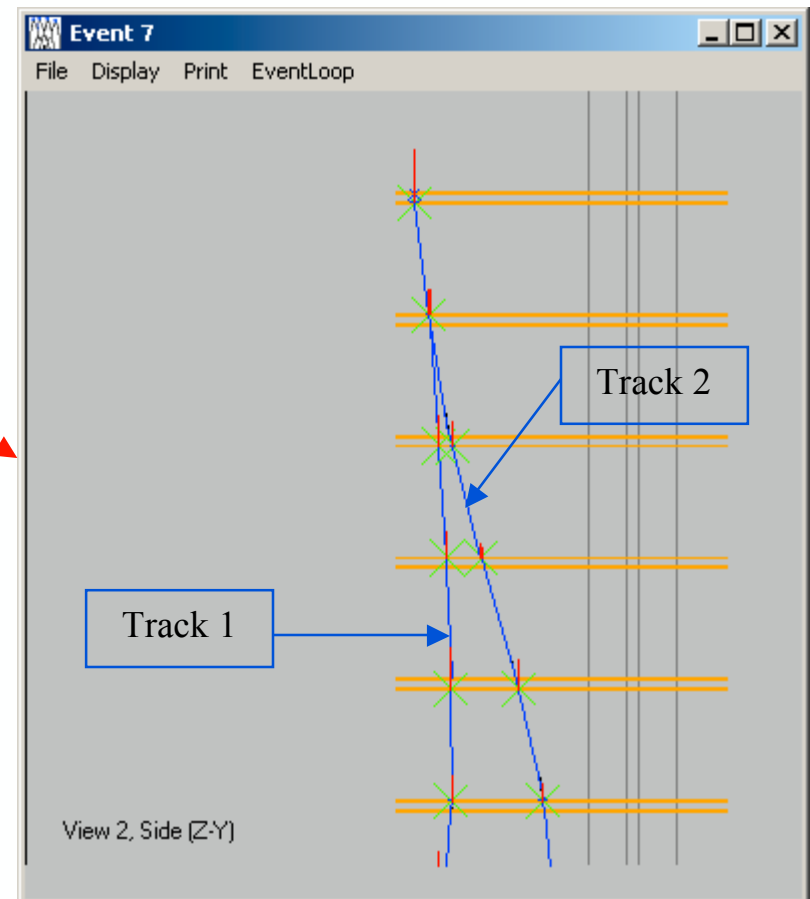 Event 7
File Display Print EventLoop
Track 2
Track 1
View 2, Side (Z-Y)